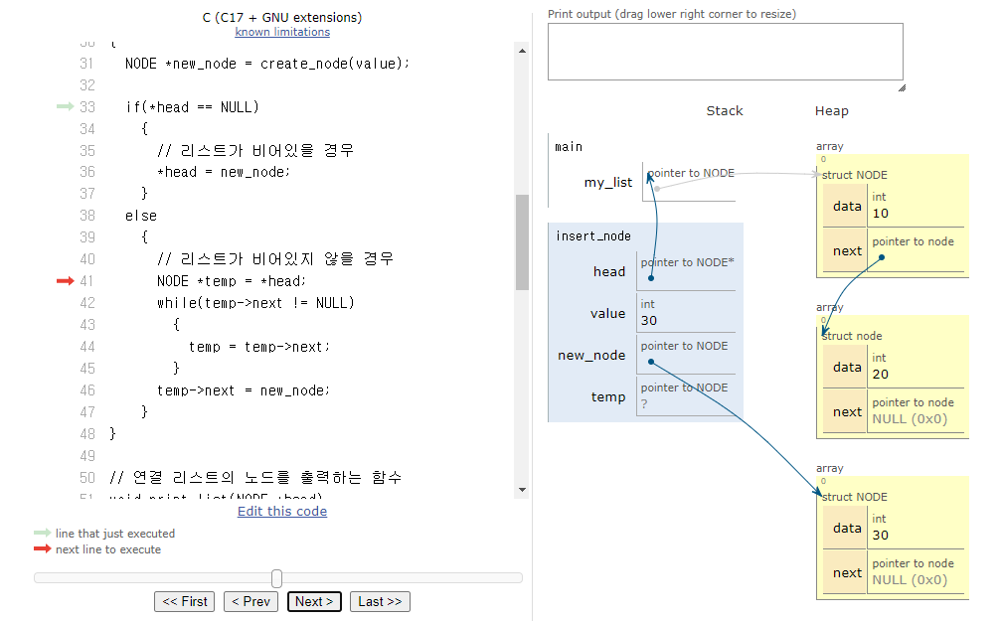 C (C17 + GNU extensions)
known limitations
30 {
31 NODE *new_node = create_node(value);
32
33 if(*head == NULL)
34 {
35 // 리스트가 비어있을 경우
36 *head = new_node;
37 }
38 else
39 {
40 // 리스트가 비어있지 않을 경우
41 NODE *temp = *head;
42 while(temp->next != NULL)
43 {
44 temp = temp->next;
45 }
46 temp->next = new_node;
47 }
48 }
49
50 // 연결 리스트의 노드를 출력하는 함수
51 void print_list(NODE *head)
Edit this code
line that just executed
next line to execute
<< First
< Prev
Next >
Last >>
Print output (drag lower right corner to resize)
Stack
Heap
main
my_list
pointer to NODE
insert_node
head
pointer to NODE*
value
int
30
new_node
pointer to NODE
temp
pointer to NODE
?
array
0
struct NODE
data
int
10
next
pointer to node
array
0
struct node
data
int
20
next
pointer to node
NULL (0x0)
array
0
struct NODE
data
int
30
next
pointer to node
NULL (0x0)